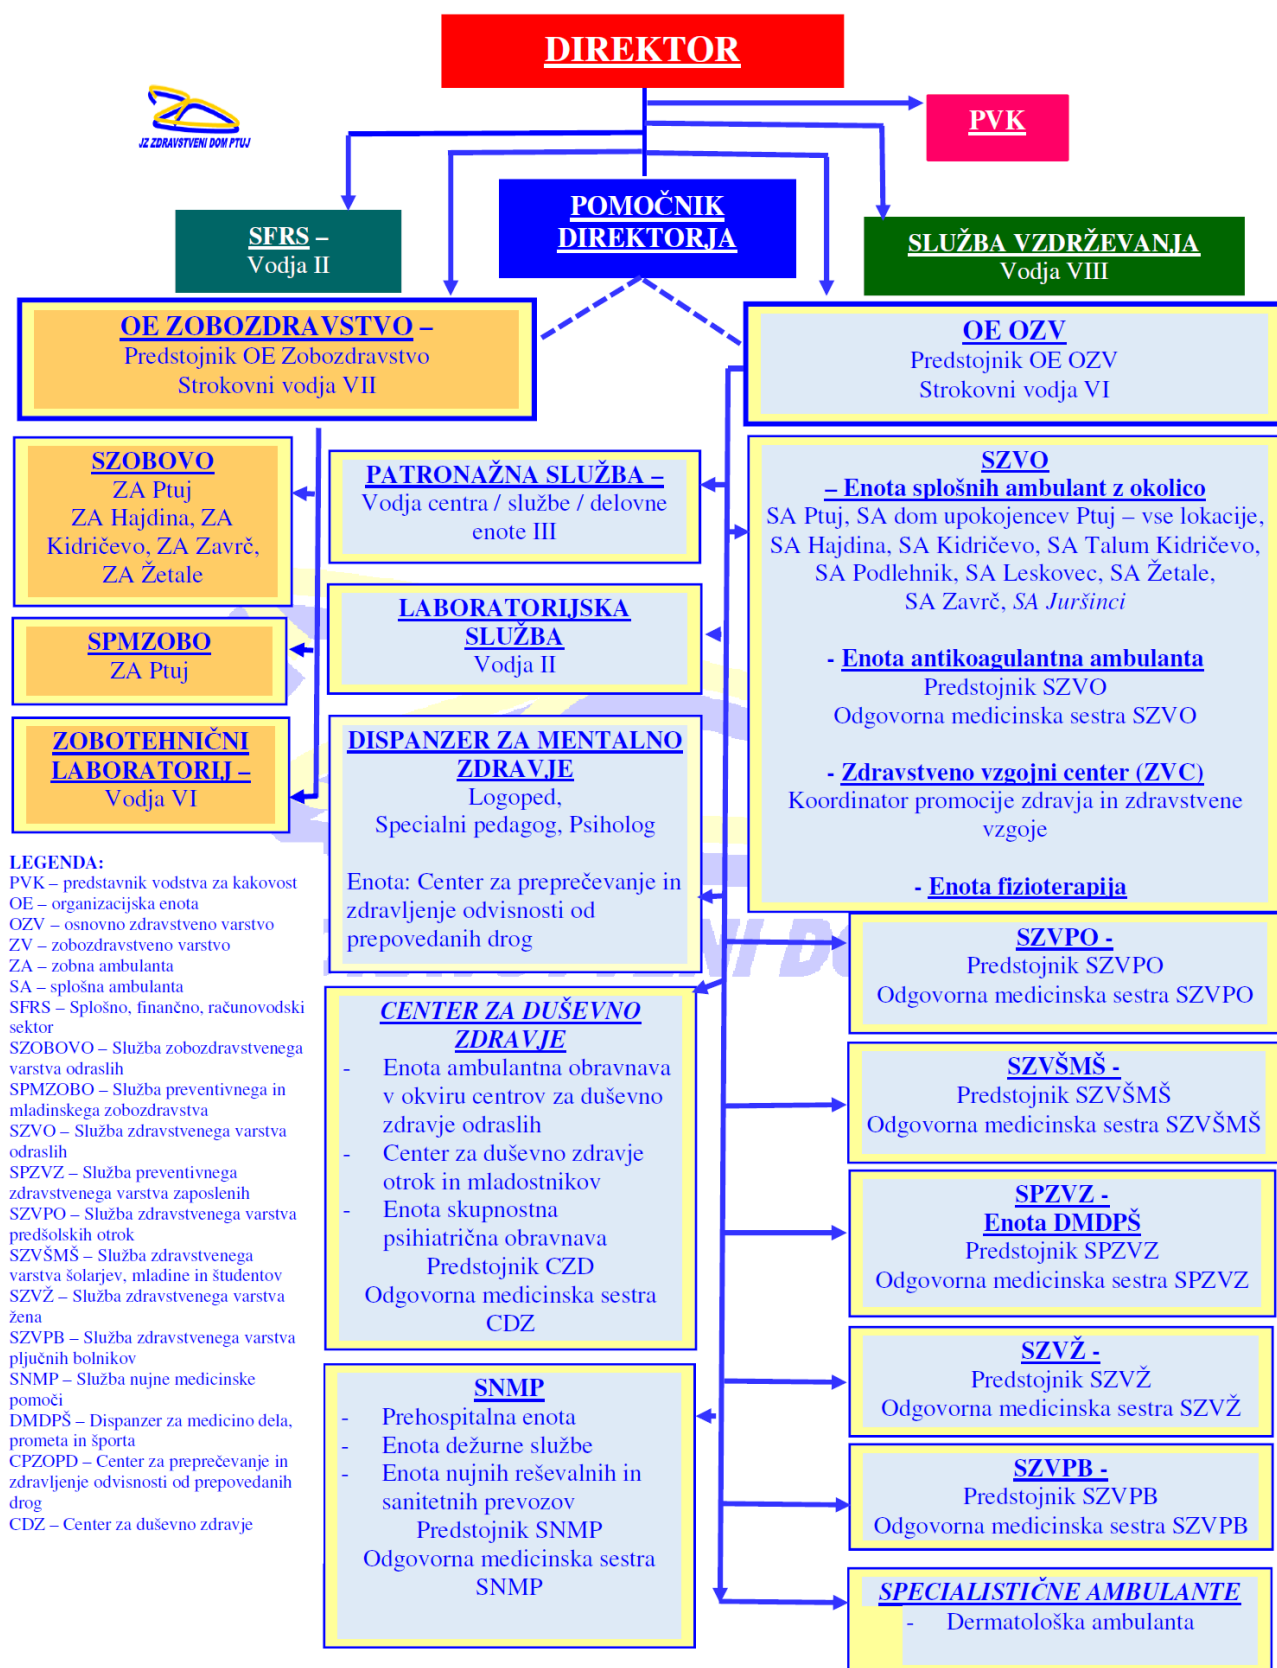 DIREKTOR
JZ ZDRAVSTVENI DOM PTUJ
PVK
SFRS –
Vodja II
POMOČNIK
DIREKTORJA
SLUŽBA VZDRŽEVANJA
Vodja VIII
OE ZOBOZDRAVSTVO –
Predstojnik OE Zobozdravstvo
Strokovni vodja VII
OE OZV
Predstojnik OE OZV
Strokovni vodja VI
SZOBOVO
ZA Ptuj
ZA Hajdina, ZA
Kidričevo, ZA Zavrč,
ZA Žetale
SPMZOBO
ZA Ptuj
ZOBOTEHNIČNI
LABORATORIJ –
Vodja VI
PATRONAŽNA SLUŽBA –
Vodja centra / službe / delovne
enote III
LABORATORIJSKA
SLUŽBA
Vodja II
DISPANZER ZA MENTALNO
ZDRAVJE
Logoped,
Specialni pedagog, Psiholog
Enota: Center za preprečevanje in
zdravljenje odvisnosti od
prepovedanih drog
CENTER ZA DUŠEVNO
ZDRAVJE
- Enota ambulantna obravnava
v okviru centrov za duševno
zdravje odraslih
- Center za duševno zdravje
otrok in mladostnikov
- Enota skupnostna
psihiatrična obravnava
Predstojnik CZD
Odgovorna medicinska sestra
CDZ
SNMP
- Prehospitalna enota
- Enota dežurne službe
- Enota nujnih reševalnih in
sanitetnih prevozov
Predstojnik SNMP
Odgovorna medicinska sestra
SNMP
SZVO
– Enota splošnih ambulant z okolico
SA Ptuj, SA dom upokojencev Ptuj – vse lokacije,
SA Hajdina, SA Kidričevo, SA Talum Kidričevo,
SA Podlehnik, SA Leskovec, SA Žetale,
SA Zavrč, SA Juršinci
- Enota antikoagulantna ambulanta
Predstojnik SZVO
Odgovorna medicinska sestra SZVO
- Zdravstveno vzgojni center (ZVC)
Koordinator promocije zdravja in zdravstvene
vzgoje
- Enota fizioterapija
SZVPO -
Predstojnik SZVPO
Odgovorna medicinska sestra SZVPO
SZVŠMŠ -
Predstojnik SZVŠMŠ
Odgovorna medicinska sestra SZVŠMŠ
SPZVZ -
Enota DMDPŠ
Predstojnik SPZVZ
Odgovorna medicinska sestra SPZVZ
SZVŽ -
Predstojnik SZVŽ
Odgovorna medicinska sestra SZVŽ
SZVPB -
Predstojnik SZVPB
Odgovorna medicinska sestra SZVPB
SPECIALISTIČNE AMBULANTE
- Dermatološka ambulanta
LEGENDA:
PVK – predstavnik vodstva za kakovost
OE – organizacijska enota
OZV – osnovno zdravstveno varstvo
ZV – zobozdravstveno varstvo
ZA – zobna ambulanta
SA – splošna ambulanta
SFRS – Splošno, finančno, računovodski
sektor
SZOBOVO – Služba zobozdravstvenega
varstva odraslih
SPMZOBO – Služba preventivnega in
mladinskega zobozdravstva
SZVO – Služba zdravstvenega varstva
odraslih
SPZVZ – Služba preventivnega
zdravstvenega varstva zaposlenih
SZVPO – Služba zdravstvenega varstva
predšolskih otrok
SZVŠMŠ – Služba zdravstvenega
varstva šolarjev, mladine in študentov
SZVŽ – Služba zdravstvenega varstva
žena
SZVPB – Služba zdravstvenega varstva
pljučnih bolnikov
SNMP – Služba nujne medicinske
pomoči
DMDPŠ – Dispanzer za medicino dela,
prometa in športa
CPZOPD – Center za preprečevanje in
zdravljenje odvisnosti od prepovedanih
drog
CDZ – Center za duševno zdravje